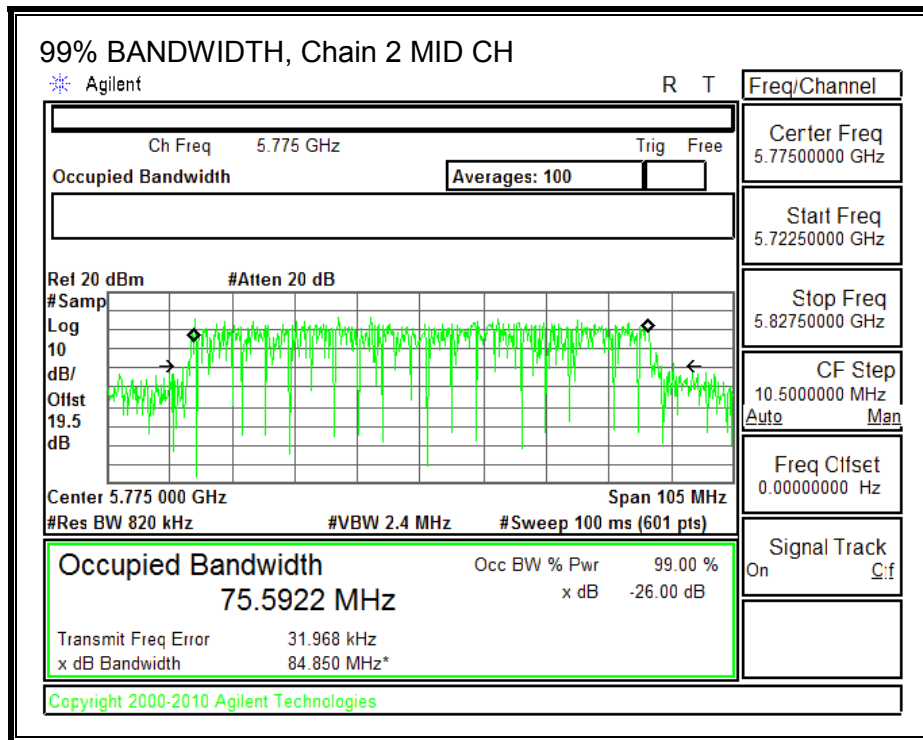 99% BANDWIDTH, Chain 2 MID CH
Agilent R T
Freq/Channel
Ch Freq 5.775 GHz Trig Free
Occupied Bandwidth Averages: 100
Center Freq
5.77500000 GHz
Start Freq
5.72250000 GHz
Stop Freq
5.82750000 GHz
CF Step
10.5000000 MHz
Auto Man
Freq Offset
0.00000000 Hz
Signal Track
On Off
Ref 20 dBm #Atten 20 dB
#Samp
Log
10
dB/
Offst
19.5
dB
Center 5.775 000 GHz Span 105 MHz
#Res BW 820 kHz #VBW 2.4 MHz #Sweep 100 ms (601 pts)
Occupied Bandwidth
75.5922 MHz
Occ BW % Pwr 99.00 %
x dB -26.00 dB
Transmit Freq Error 31.968 kHz
x dB Bandwidth 84.850 MHz*
Copyright 2000-2010 Agilent Technologies